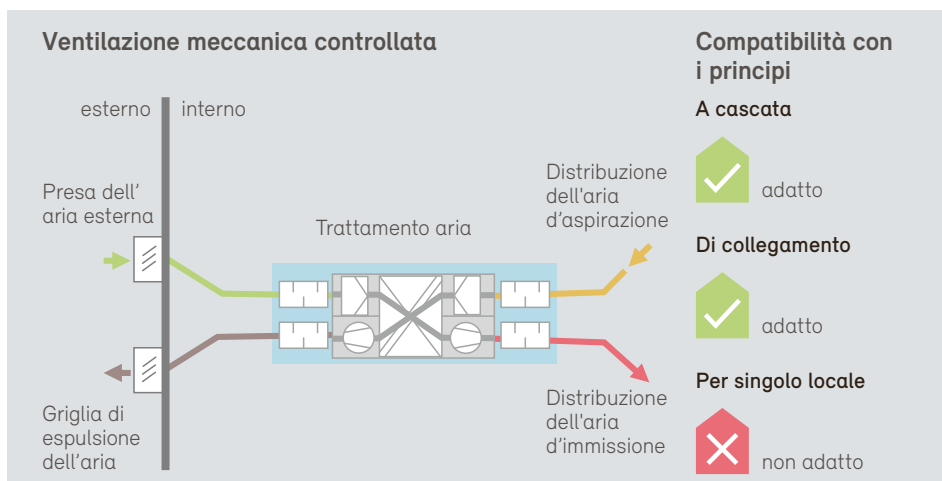 Ventilazione meccanica controllata
esterno
interno
Presa dell’
aria esterna
Trattamento aria
Distribuzione
dell'aria
d’aspirazione
Griglia di
espulsione
dell’aria
Distribuzione
dell'aria
d’immissione
Compatibilità con
i principi
A cascata
adatto
Di collegamento
adatto
Per singolo locale
non adatto